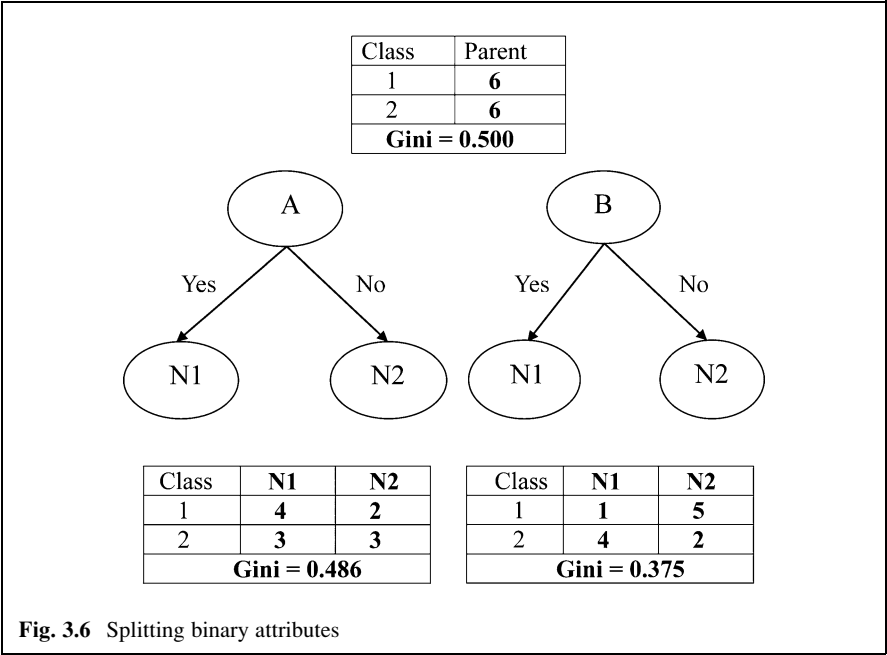 Class Parent
1 6
2 6
Gini = 0.500
A
Yes No
N1 N2
B
Yes No
N1 N2
Class N1 N2
1 4 2
2 3 3
Gini = 0.486
Class N1 N2
1 1 5
2 4 2
Gini = 0.375
Fig. 3.6 Splitting binary attributes